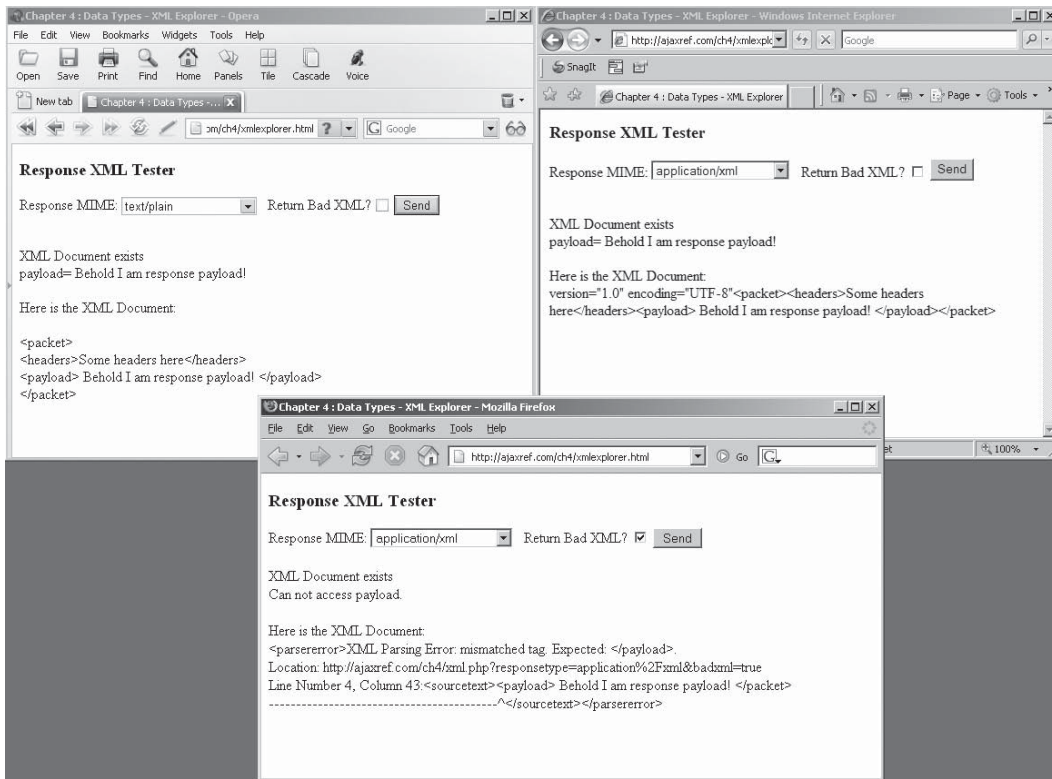 Chapter 4 : Data Types - XML Explorer - Opera
File Edit View Bookmarks Widgets Tools Help
Open Save Print Find Home Panels Tile Cascade Voice
New tab Chapter 4 : Data Types -... X
om/ch4/xmlexplorer.html ? G Google
Response XML Tester
Response MIME: text/plain Return Bad XML? Send
XML Document exists
payload= Behold I am response payload!
Here is the XML Document:
<packet>
<headers>Some headers here</headers>
<payload> Behold I am response payload! </payload>
</packet>
Chapter 4 : Data Types - XML Explorer - Windows Internet Explorer
http://ajaxref.com/ch4/xmlexplc Google
SnagIt
Chapter 4 : Data Types - XML Explorer Page Tools
Response XML Tester
Response MIME: application/xml Return Bad XML? Send
XML Document exists
payload= Behold I am response payload!
Here is the XML Document:
version="1.0" encoding="UTF-8"<packet><headers>Some headers
here</headers><payload> Behold I am response payload! </payload></packet>
et 100%
Chapter 4 : Data Types - XML Explorer - Mozilla Firefox
File Edit View Go Bookmarks Tools Help
http://ajaxref.com/ch4/xmlexplorer.html Go G
Response XML Tester
Response MIME: application/xml Return Bad XML? Send
XML Document exists
Can not access payload.
Here is the XML Document:
<parsererror>XML Parsing Error: mismatched tag. Expected: </payload>.
Location: http://ajaxref.com/ch4/xml.php?responsetype=application%2Fxml&badxml=true
Line Number 4, Column 43:<sourcetext><payload> Behold I am response payload! </packet>
------------------------------------------^</sourcetext></parsererror>